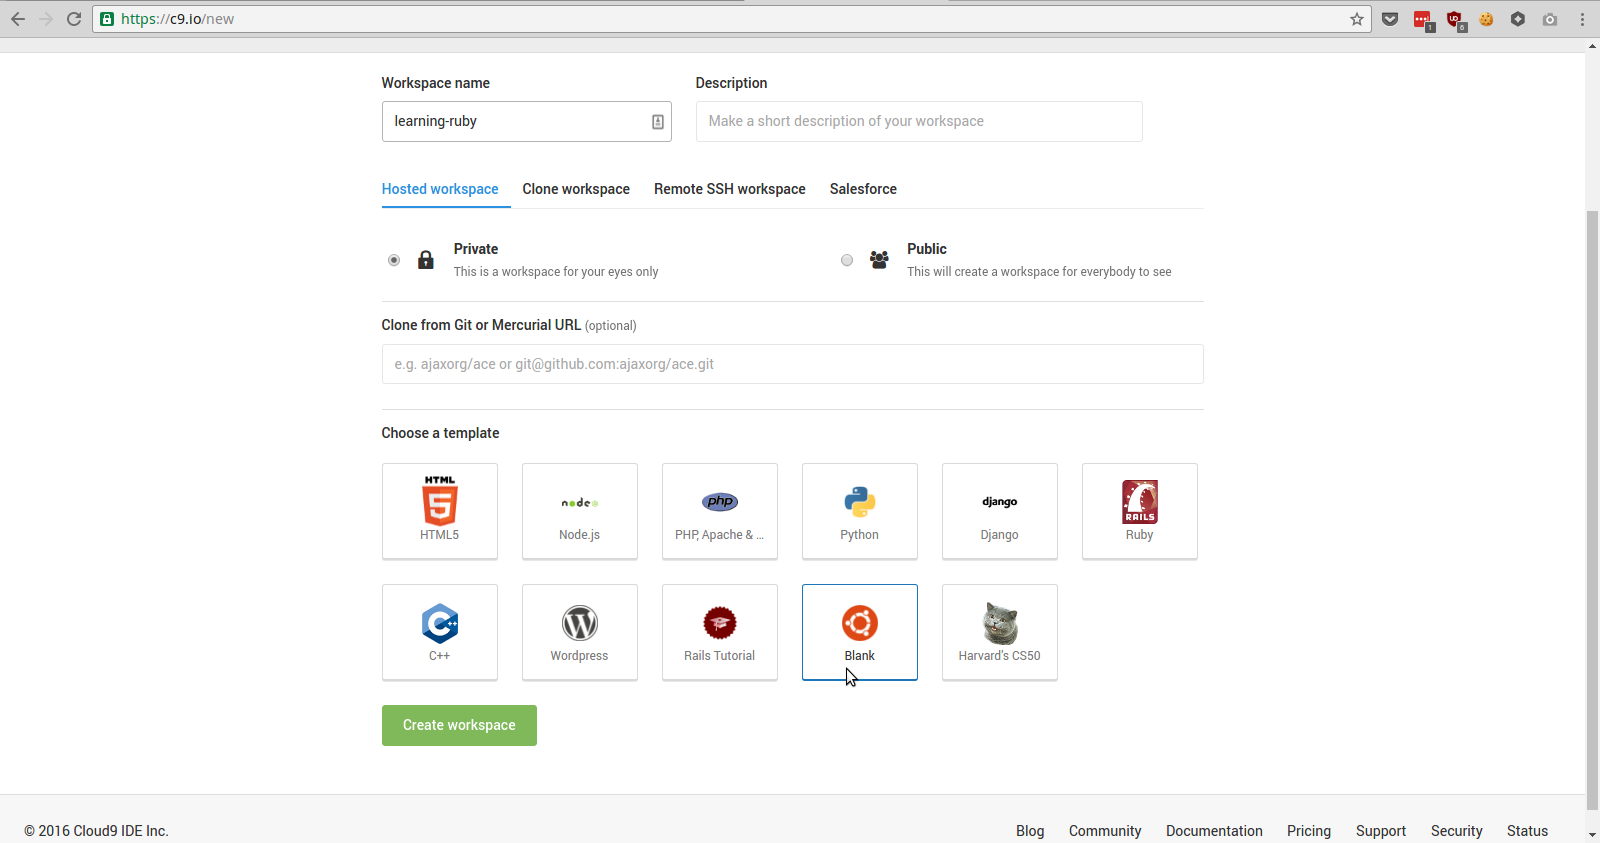 https://c9.io/new
1
6
Workspace name
Description
learning-ruby
Make a short description of your workspace
Hosted workspace
Clone workspace
Remote SSH workspace
Salesforce
Private
This is a workspace for your eyes only
Public
This will create a workspace for everybody to see
Clone from Git or Mercurial URL (optional)
e.g. ajaxorg/ace or git@github.com:ajaxorg/ace.git
Choose a template
HTML
5
HTML5
node
Node.js
php
PHP, Apache & ...
Python
django
Django
RAILS
Ruby
C++
C++
W
Wordpress
Rails Tutorial
Blank
Harvard's CS50
Create workspace
© 2016 Cloud9 IDE Inc.
Blog
Community
Documentation
Pricing
Support
Security
Status